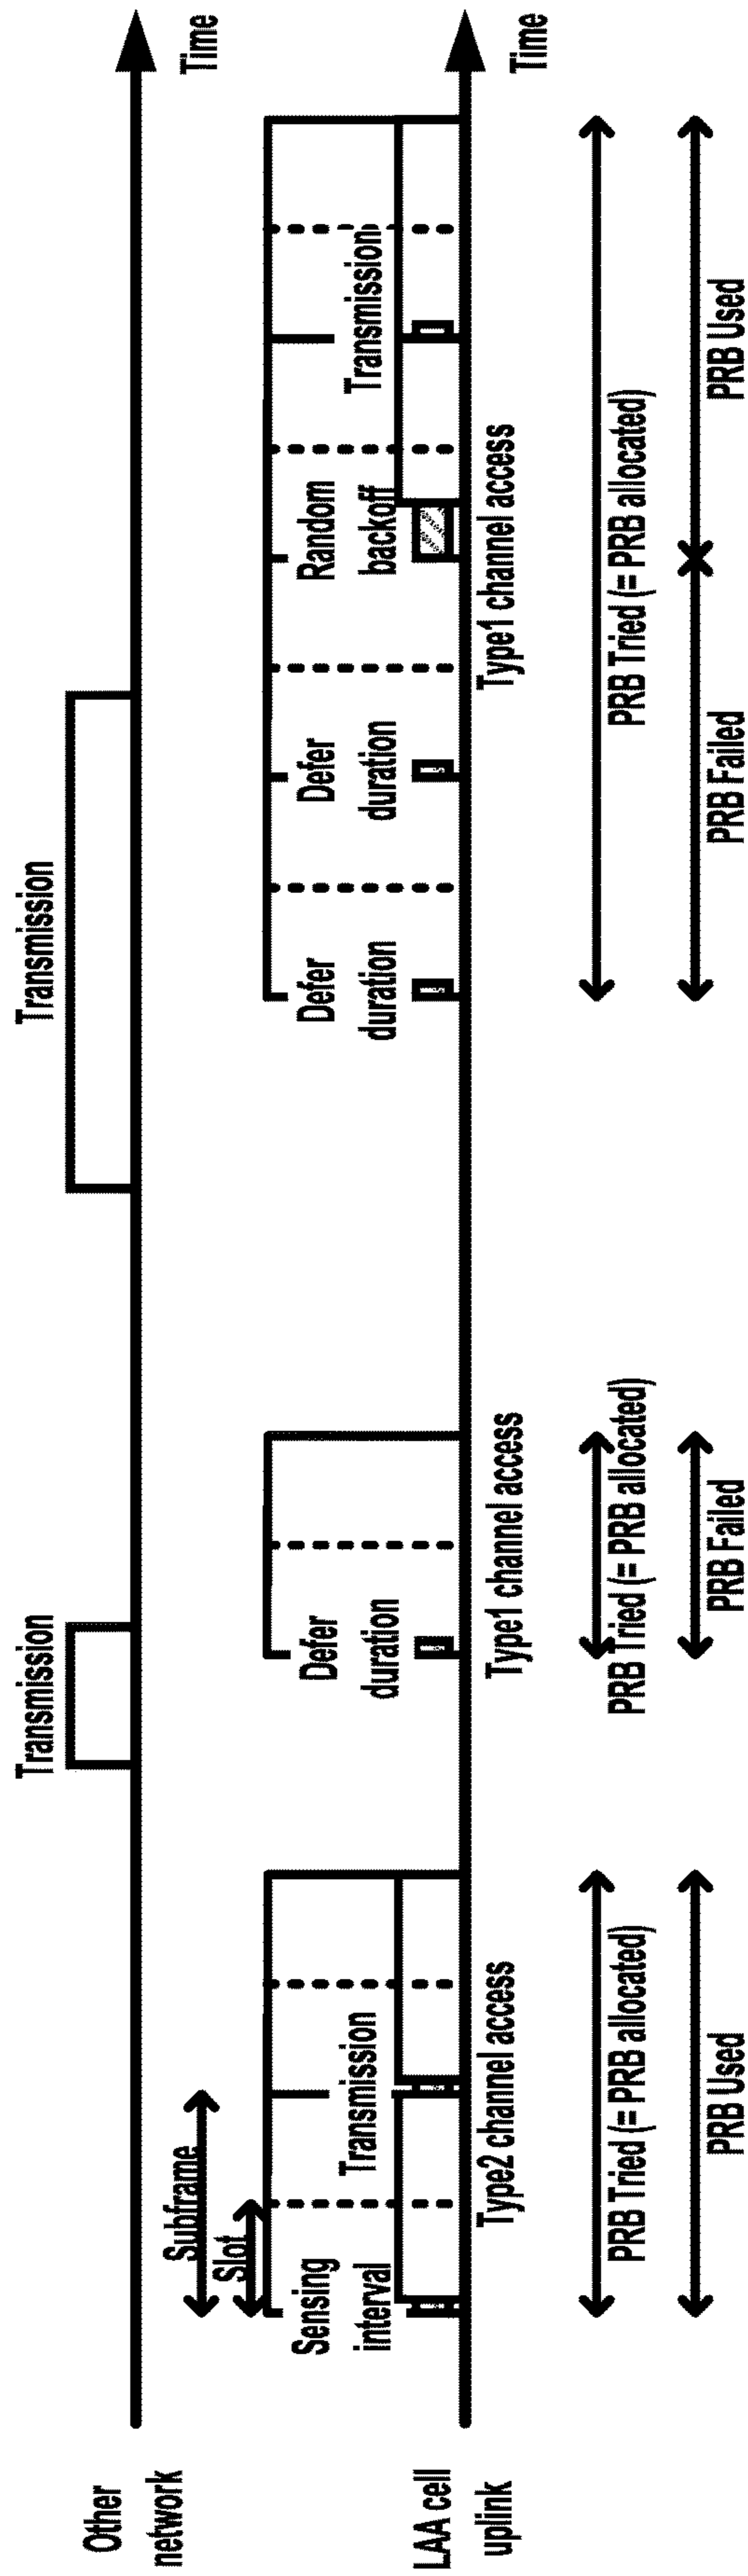 Other
network
Transmission
Transmission
Time
Subframe
Slot
LAA cell
uplink
Sensing
interval
Transmission
Defer
duration
Defer
duration
Defer
duration
Random
backoff
Transmission
Time
Type2 channel access
Type1 channel access
Type1 channel access
PRB Tried (= PRB allocated)
PRB Tried (= PRB allocated)
PRB Tried (= PRB allocated)
PRB Used
PRB Failed
PRB Failed
PRB Used